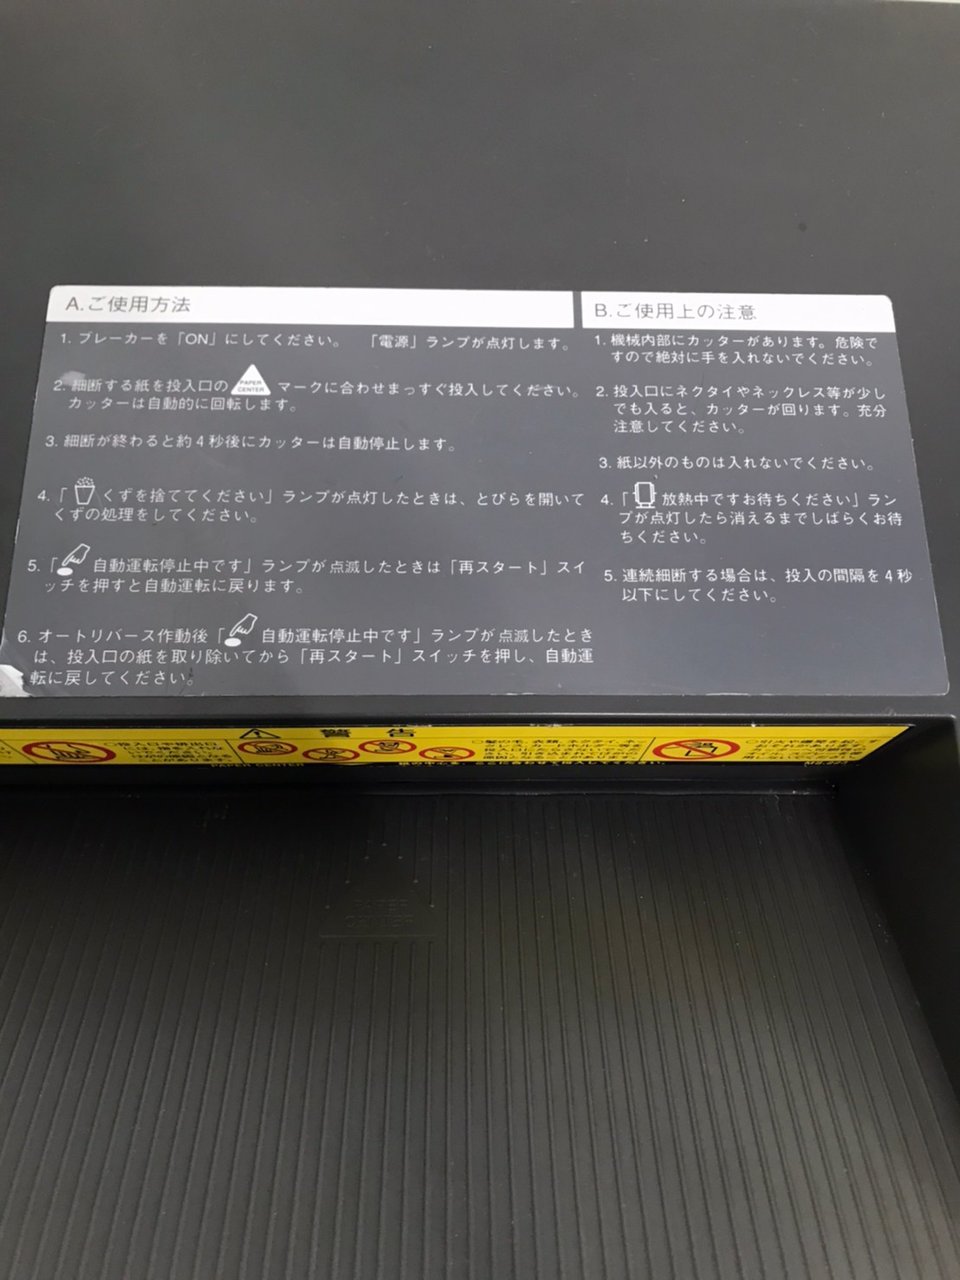 A.ご使用方法
1. ブレーカーを「ON」にしてください。 「電源」ランプが点灯します。
2. 細断する紙を投入口の PAPER CENTER マークに合わせまっすぐ投入してください。
カッターは自動的に回転します。
3. 細断が終わると約4秒後にカッターは自動停止します。
4.「くずを捨ててください」ランプが点灯したときは、とびらを開いて
くずの処理をしてください。
5.「自動運転停止中です」ランプが点滅したときは「再スタート」スイ
ッチを押すと自動運転に戻ります。
6. オートリバース作動後「自動運転停止中です」ランプが点滅したとき
は、投入口の紙を取り除いてから「再スタート」スイッチを押し、自動運
転に戻してください。
B.ご使用上の注意
1. 機械内部にカッターがあります。危険で
すので絶対に手を入れないでください。
2. 投入口にネクタイやネックレス等が少し
でも入ると、カッターが回ります。充分
注意してください。
3. 紙以外のものは入れないでください。
4.「放熱中ですお待ちください」ラン
プが点灯したら消えるまでしばらくお待
ちください。
5. 連続細断する場合は、投入の間隔を4秒
以下にしてください。
警告
PAPER
CENTER